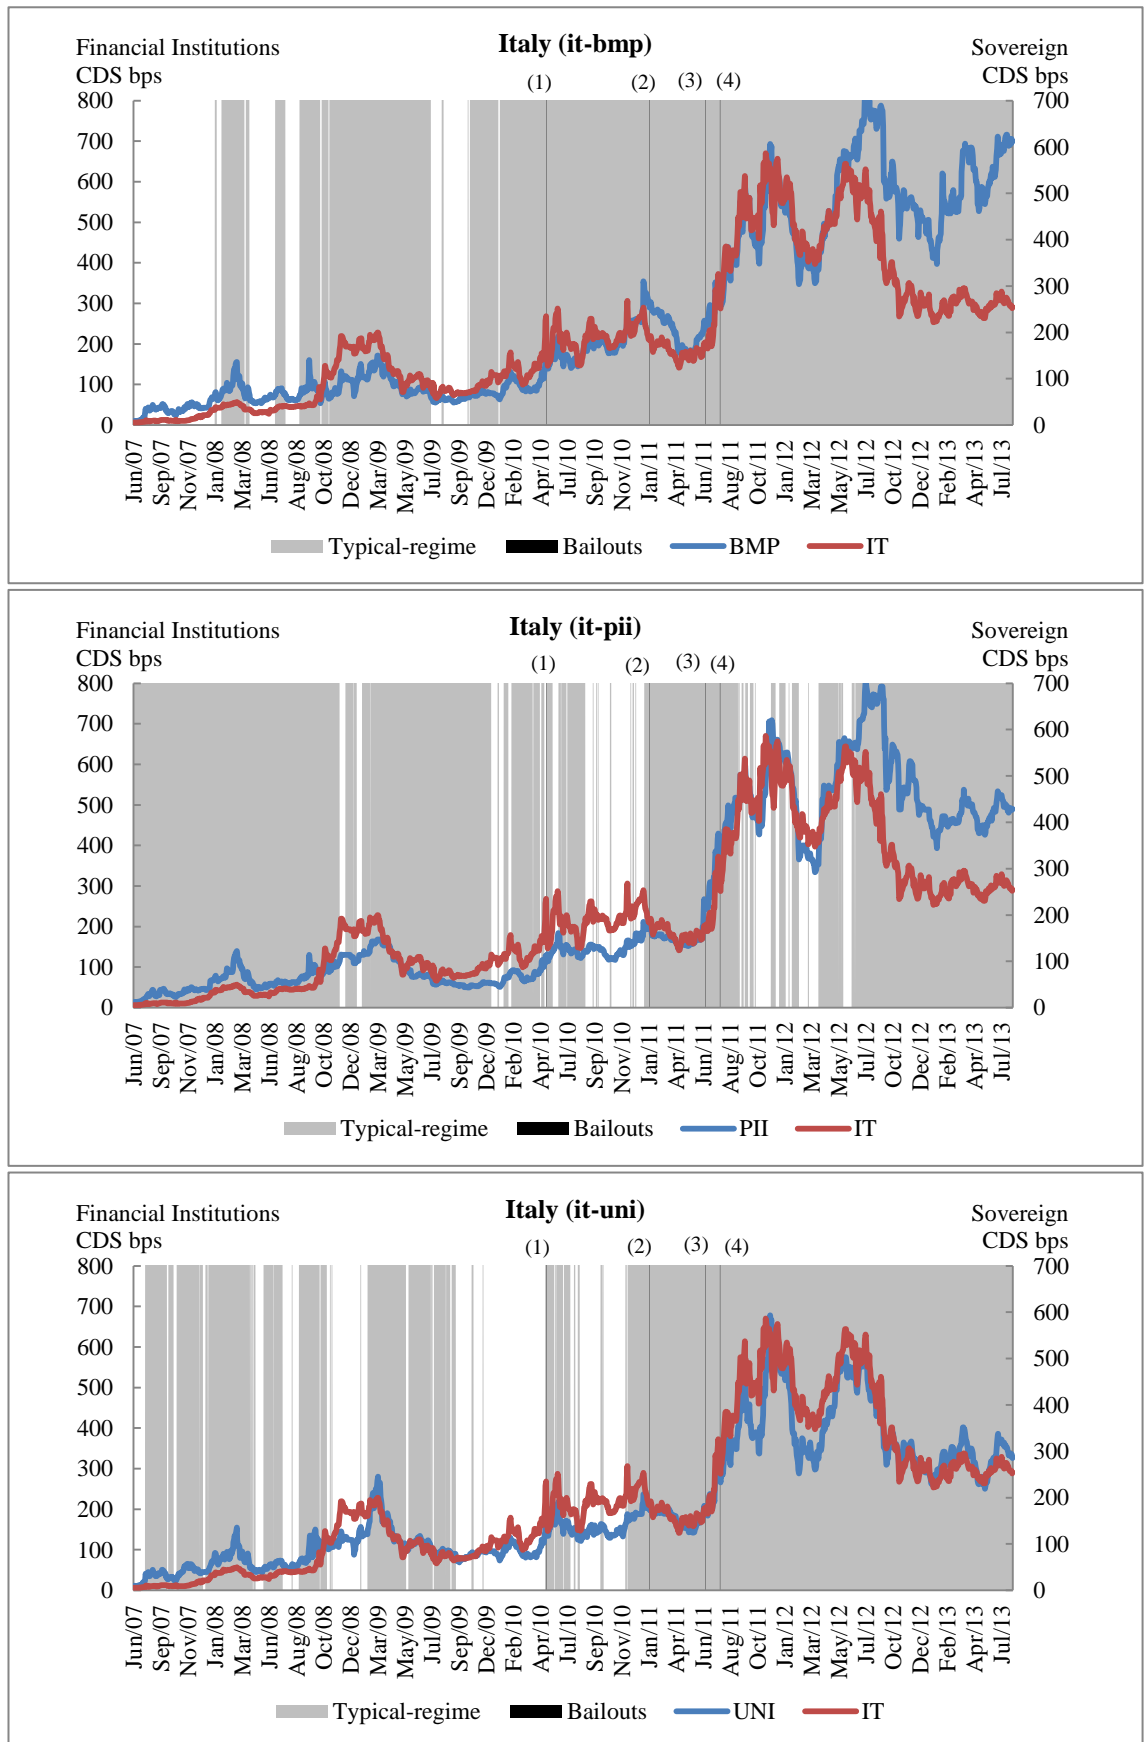 Financial Institutions
CDS bps
Italy (it-bmp)
Sovereign
CDS bps
(1) (2) (3) (4)
800 700
700 600
600 500
500 400
400 300
300 200
200 100
100 0
0
Jun/07 Sep/07 Nov/07 Jan/08 Mar/08 Jun/08 Aug/08 Oct/08 Dec/08 Mar/09 May/09 Jul/09 Sep/09 Dec/09 Feb/10 Apr/10 Jul/10 Sep/10 Nov/10 Jan/11 Apr/11 Jun/11 Aug/11 Oct/11 Jan/12 Mar/12 May/12 Jul/12 Oct/12 Dec/12 Feb/13 Apr/13 Jul/13
Typical-regime Bailouts BMP IT
Financial Institutions
CDS bps
Italy (it-pii)
Sovereign
CDS bps
(1) (2) (3) (4)
800 700
700 600
600 500
500 400
400 300
300 200
200 100
100 0
0
Jun/07 Sep/07 Nov/07 Jan/08 Mar/08 Jun/08 Aug/08 Oct/08 Dec/08 Mar/09 May/09 Jul/09 Sep/09 Dec/09 Feb/10 Apr/10 Jul/10 Sep/10 Nov/10 Jan/11 Apr/11 Jun/11 Aug/11 Oct/11 Jan/12 Mar/12 May/12 Jul/12 Oct/12 Dec/12 Feb/13 Apr/13 Jul/13
Typical-regime Bailouts PII IT
Financial Institutions
CDS bps
Italy (it-uni)
Sovereign
CDS bps
(1) (2) (3) (4)
800 700
700 600
600 500
500 400
400 300
300 200
200 100
100 0
0
Jun/07 Sep/07 Nov/07 Jan/08 Mar/08 Jun/08 Aug/08 Oct/08 Dec/08 Mar/09 May/09 Jul/09 Sep/09 Dec/09 Feb/10 Apr/10 Jul/10 Sep/10 Nov/10 Jan/11 Apr/11 Jun/11 Aug/11 Oct/11 Jan/12 Mar/12 May/12 Jul/12 Oct/12 Dec/12 Feb/13 Apr/13 Jul/13
Typical-regime Bailouts UNI IT